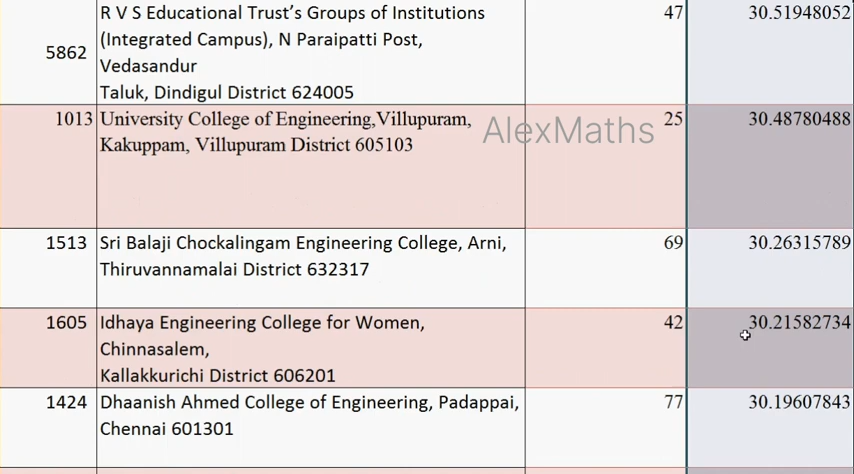 5862
R V S Educational Trust’s Groups of Institutions
(Integrated Campus), N Paraipatti Post,
Vedasandur
Taluk, Dindigul District 624005
47
30.51948052
1013
University College of Engineering,Villupuram,
Kakuppam, Villupuram District 605103
25
30.48780488
AlexMaths
1513
Sri Balaji Chockalingam Engineering College, Arni,
Thiruvannamalai District 632317
69
30.26315789
1605
Idhaya Engineering College for Women,
Chinnasalem,
Kallakkurichi District 606201
42
30.21582734
1424
Dhaanish Ahmed College of Engineering, Padappai,
Chennai 601301
77
30.19607843